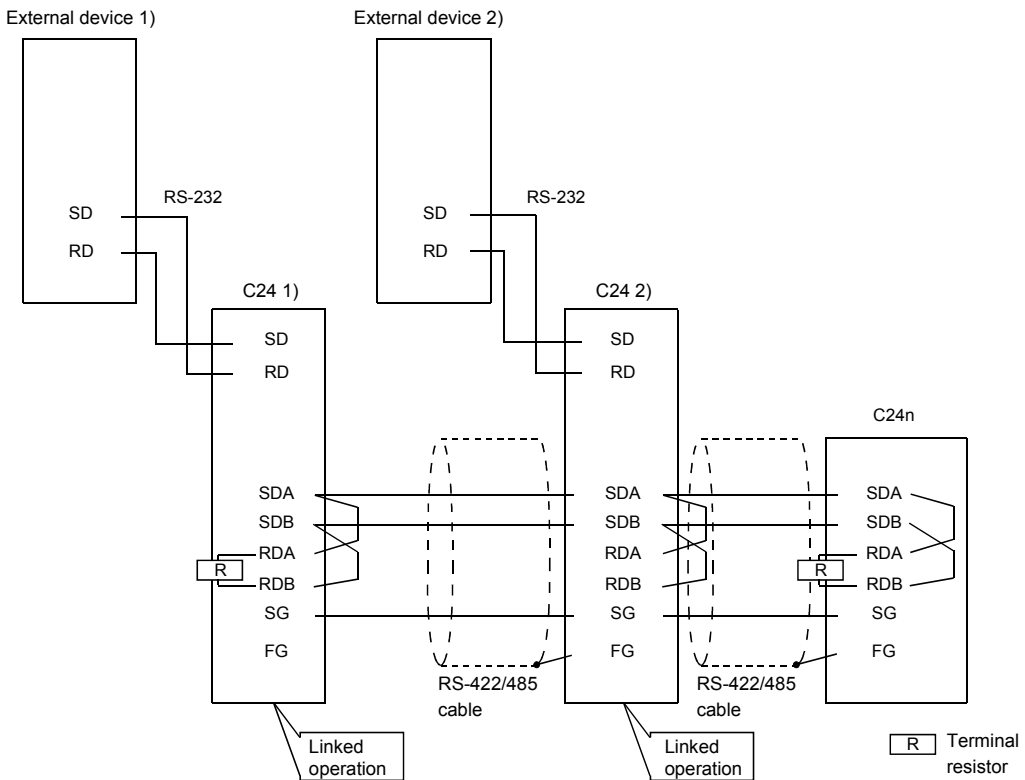 External device 1)
External device 2)
SD
RD
RS-232
SD
RD
RS-232
C24 1)
SD
RD
C24 2)
SD
RD
C24n
SDA
SDB
RDA
RDB
SG
FG
R
SDA
SDB
RDA
RDB
SG
FG
SDA
SDB
RDA
RDB
SG
FG
R
RS-422/485
cable
RS-422/485
cable
Linked
operation
Linked
operation
R
Terminal
resistor